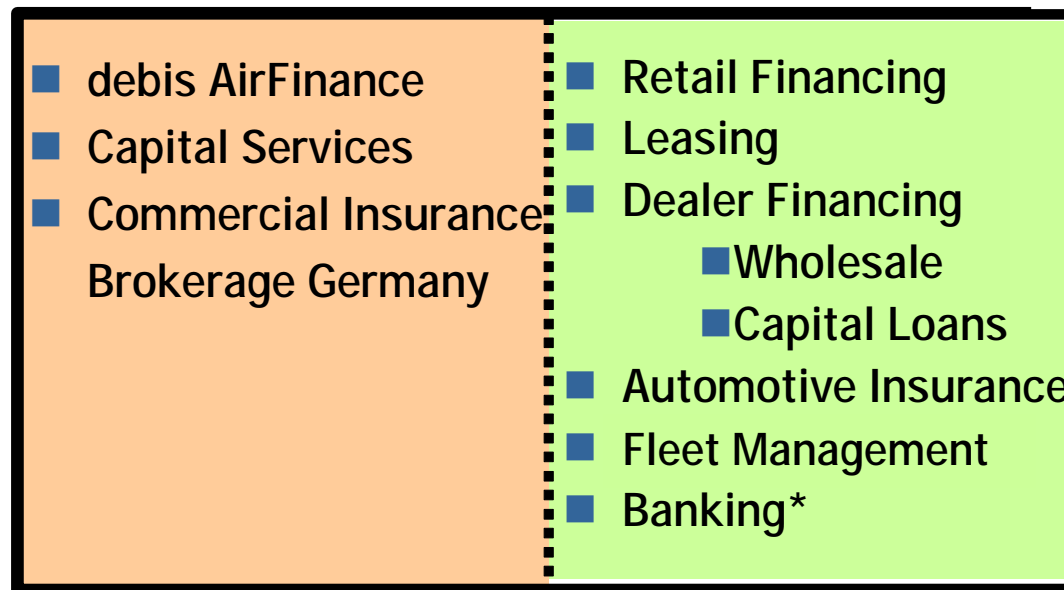 debis AirFinance
Capital Services
Commercial Insurance
Brokerage Germany
Retail Financing
Leasing
Dealer Financing
Wholesale
Capital Loans
Automotive Insurance
Fleet Management
Banking*